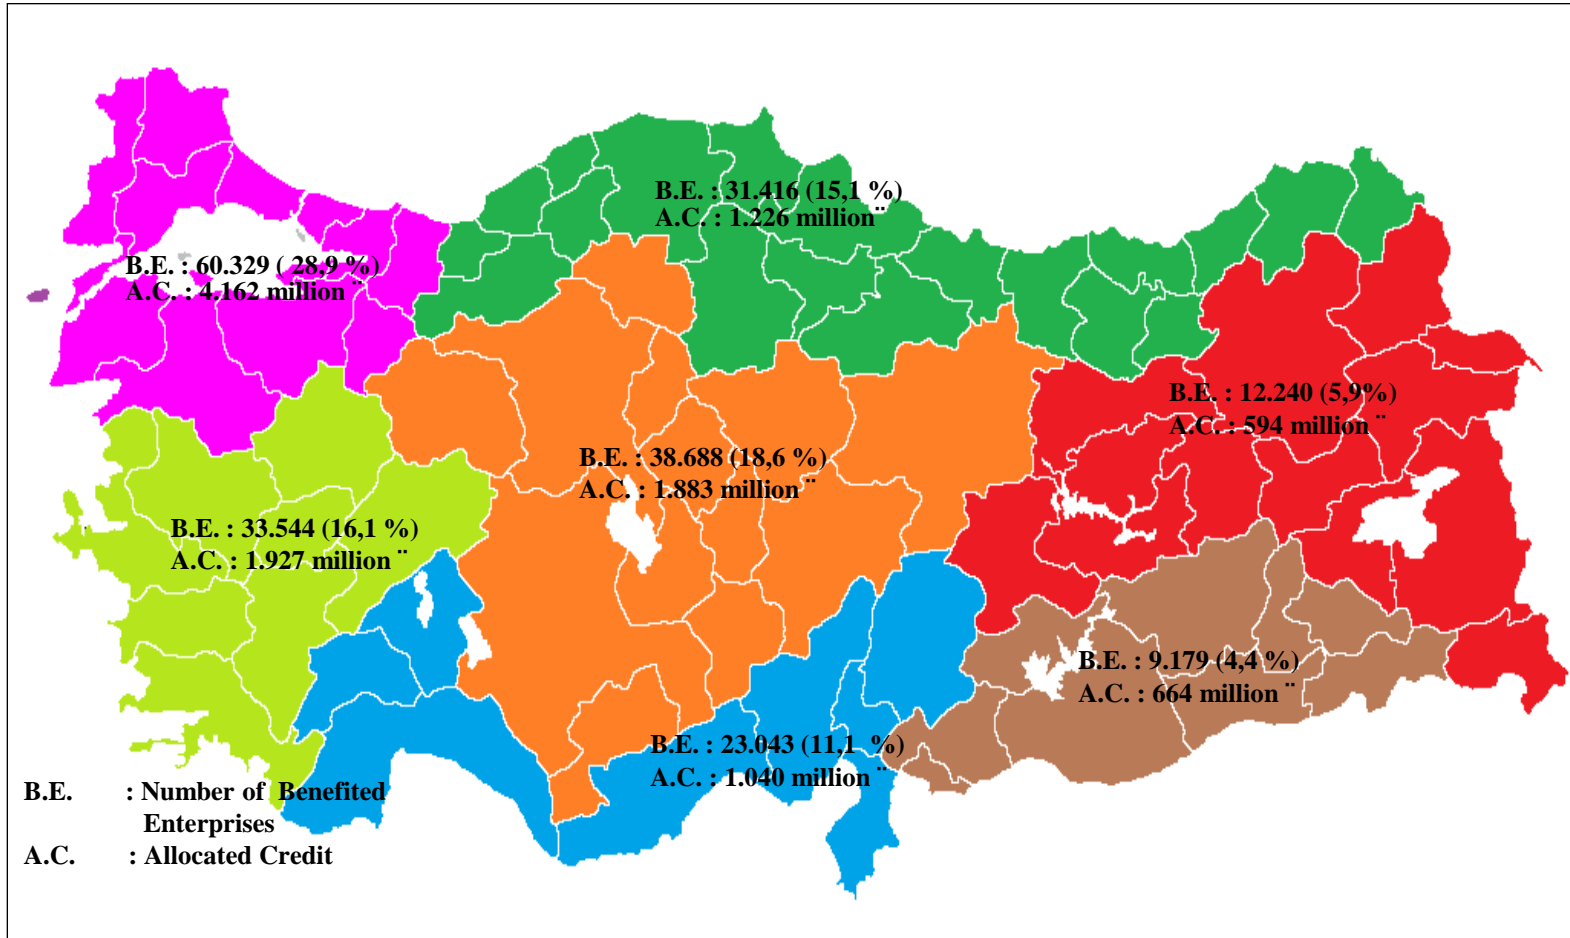 B.E. : 31.416 (15,1 %)
A.C. : 1.226 million ¨
B.E. : 60.329 ( 28,9 %)
A.C. : 4.162 million ¨
B.E. : 12.240 (5,9%)
A.C. : 594 million ¨
B.E. : 38.688 (18,6 %)
A.C. : 1.883 million ¨
B.E. : 33.544 (16,1 %)
A.C. : 1.927 million ¨
B.E. : 9.179 (4,4 %)
A.C. : 664 million ¨
B.E. : 23.043 (11,1 %)
A.C. : 1.040 million ¨
B.E. : Number of Benefited
Enterprises
A.C. : Allocated Credit